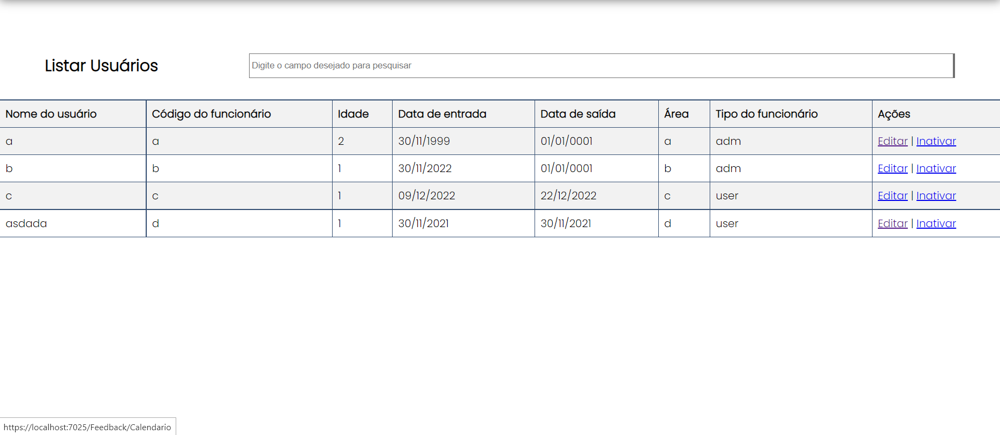 Listar Usuários
Digite o campo desejado para pesquisar
Nome do usuário Código do funcionário Idade Data de entrada Data de saída Área Tipo do funcionário Ações
a a 2 30/11/1999 01/01/0001 a adm Editar | Inativar
b b 1 30/11/2022 01/01/0001 b adm Editar | Inativar
c c 1 09/12/2022 22/12/2022 c user Editar | Inativar
asdada d 1 30/11/2021 30/11/2021 d user Editar | Inativar
https://localhost:7025/Feedback/Calendario